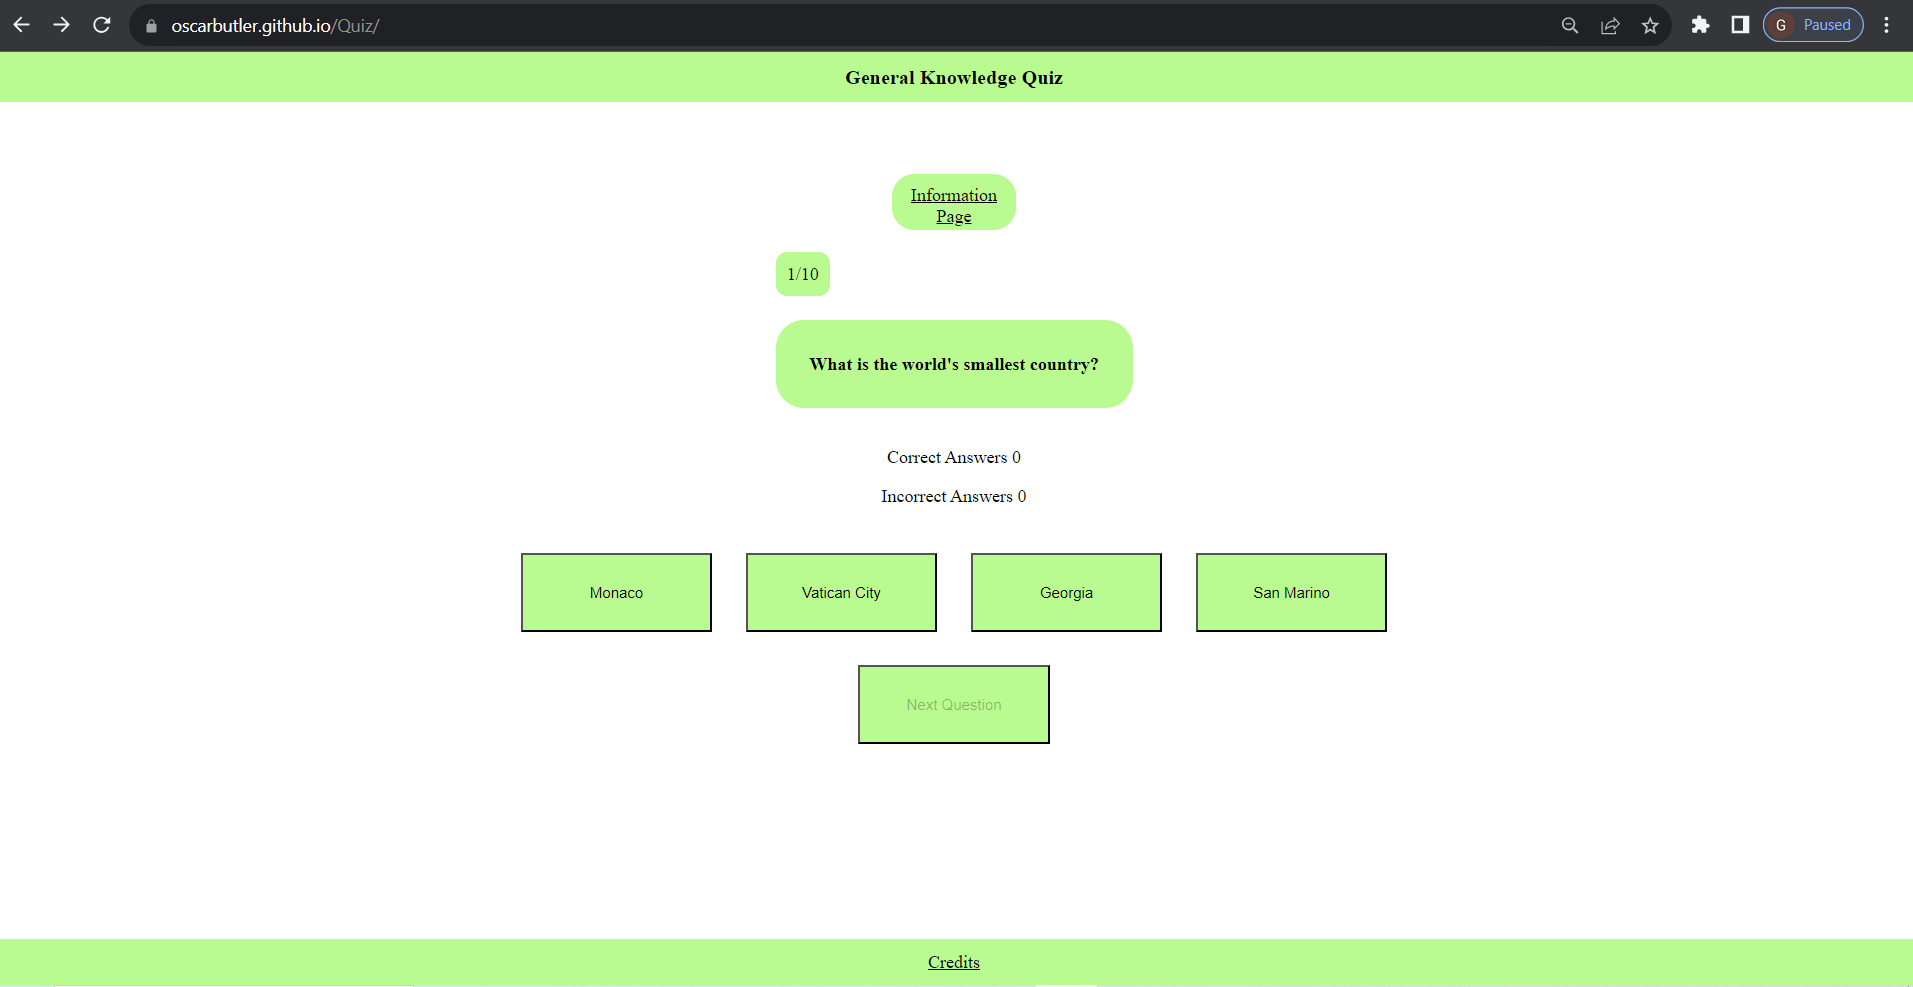 oscarbutler.github.io/Quiz/
G Paused
General Knowledge Quiz
Information
Page
1/10
What is the world's smallest country?
Correct Answers 0
Incorrect Answers 0
Monaco Vatican City Georgia San Marino
Next Question
Credits